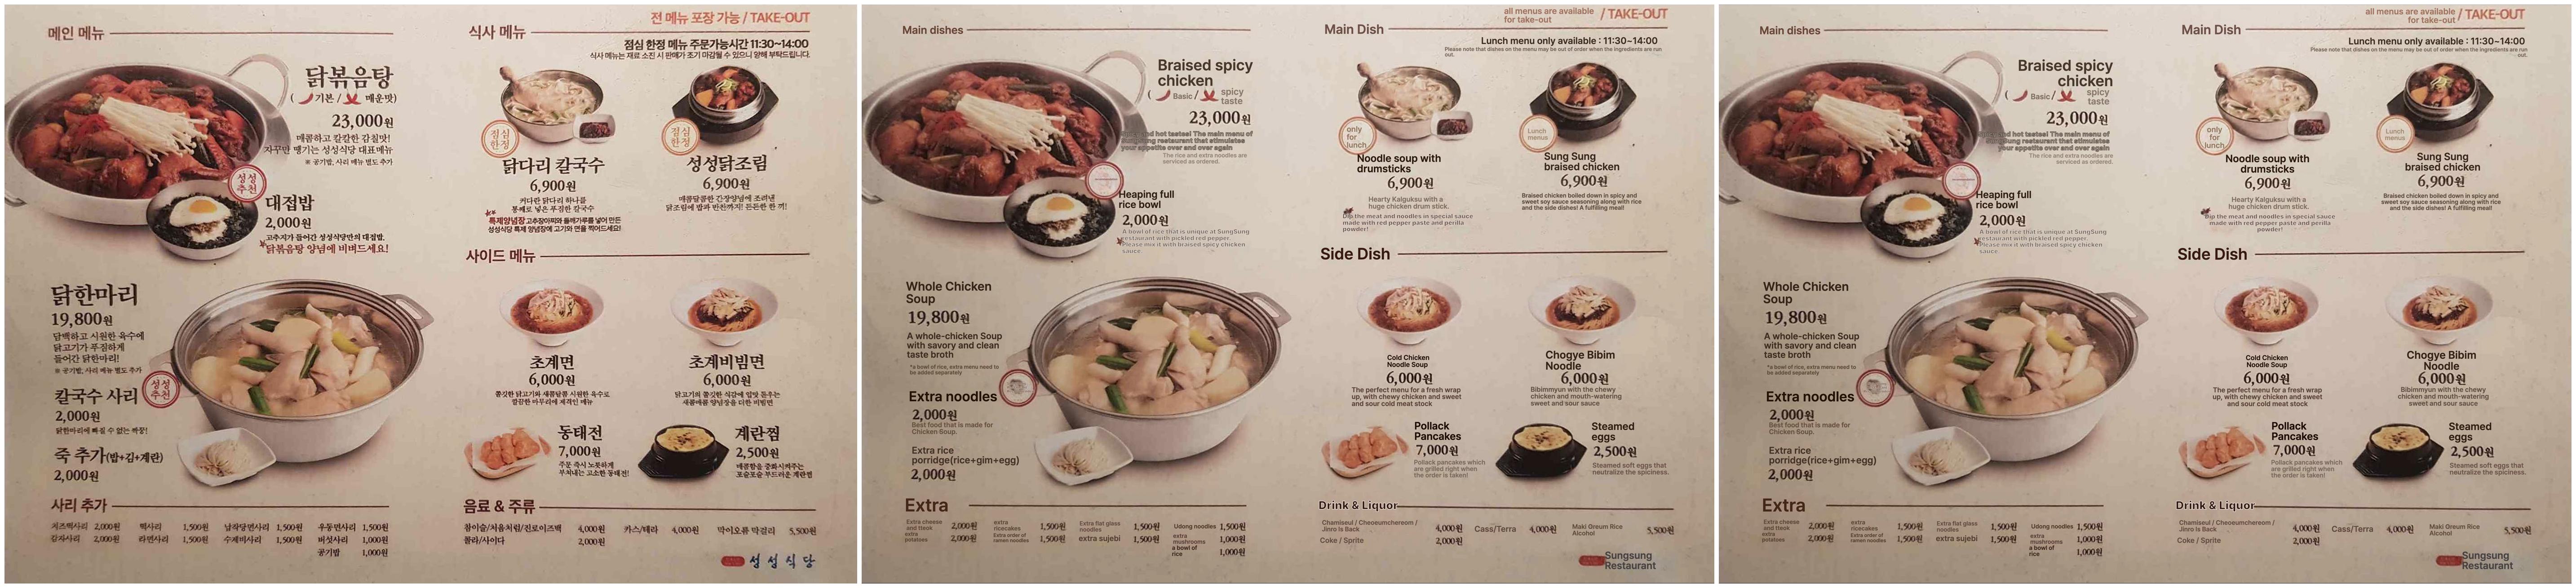 전 메뉴 포장 가능 / TAKE-OUT
메인 메뉴
닭볶음탕
( 기본 / 매운맛)
23,000원
매콤하고 칼칼한 감칠맛!
자꾸만 땡기는 성성식당 대표메뉴
※ 공기밥, 사리 메뉴 별도 추가
성성
추천
대접밥
2,000원
고추지가 들어간 성성식당만의 대접밥.
닭볶음탕 양념에 비벼드세요!
닭한마리
19,800원
담백하고 시원한 육수에
닭고기가 푸짐하게
들어간 닭한마리!
※ 공기밥, 사리 메뉴 별도 추가
성성
추천
칼국수 사리
2,000원
닭한마리에 빠질 수 없는 짝꿍!
죽 추가(밥+김+계란)
2,000원
사리 추가
치즈떡사리 2,000원 떡사리 1,500원 납작당면사리 1,500원 우동면사리 1,500원
감자사리 2,000원 라면사리 1,500원 수제비사리 1,500원 버섯사리 1,000원
공기밥 1,000원
식사 메뉴
점심 한정 메뉴 주문가능시간 11:30~14:00
식사 메뉴는 재료 소진 시 판매가 조기 마감될 수 있으니 양해 부탁드립니다.
점심
한정
닭다리 칼국수
6,900원
커다란 닭다리 하나를
통째로 넣은 푸짐한 칼국수
특제양념장 고추장아찌와 들깨가루를 넣어 만든
성성식당 특제 양념장에 고기와 면을 찍어드세요!
점심
한정
성성닭조림
6,900원
매콤달콤한 간장양념에 조려낸
닭조림에 밥과 반찬까지! 든든한 한 끼!
사이드 메뉴
초계면
6,000원
쫄깃한 닭고기와 새콤달콤 시원한 육수로
깔끔한 마무리에 제격인 메뉴
초계비빔면
6,000원
닭고기의 쫄깃한 식감에 입맛 돋우는
새콤매콤 양념장을 더한 비빔면
동태전
7,000원
주문 즉시 노릇하게
부쳐내는 고소한 동태전!
계란찜
2,500원
매콤함을 중화시켜주는
포슬포슬 부드러운 계란찜
음료 & 주류
참이슬/처음처럼/진로이즈백 4,000원 카스/테라 4,000원 막이오름 막걸리 5,500원
콜라/사이다 2,000원
성성식당
all menus are available
for take-out / TAKE-OUT
Main dishes
Braised spicy
chicken
( Basic / spicy
taste
23,000원
and hot tastes! The main menu of
restaurant that stimulates
your appetite over and over again
The rice and extra noodles are
serviced as ordered.
Heaping full
rice bowl
2,000원
A bowl of rice that is unique at SungSung
restaurant with pickled red pepper.
Please mix it with braised spicy chicken
sauce.
Whole Chicken
Soup
19,800원
A whole-chicken Soup
with savory and clean
taste broth
*a bowl of rice, extra menu need to
be added separately
Extra noodles
2,000원
Best food that is made for
Chicken Soup.
Extra rice
porridge(rice+gim+egg)
2,000원
Extra
Extra cheese
and tteok 2,000원 extra
ricecakes 1,500원 Extra flat glass
noodles 1,500원 Udong noodles 1,500원
extra
potatoes 2,000원 Extra order of
ramen noodles 1,500원 extra sujebi 1,500원 extra
mushrooms 1,000원
a bowl of
rice 1,000원
Main Dish
Lunch menu only available : 11:30~14:00
Please note that dishes on the menu may be out of order when the ingredients are run
out.
only
for
lunch
Noodle soup with
drumsticks
6,900원
Hearty Kalguksu with a
huge chicken drum stick.
Dip the meat and noodles in special sauce
made with red pepper paste and perilla
powder!
Lunch
menus
Sung Sung
braised chicken
6,900원
Braised chicken boiled down in spicy and
sweet soy sauce seasoning along with rice
and the side dishes! A fulfilling meal!
Side Dish
Cold Chicken
Noodle Soup
6,000원
The perfect menu for a fresh wrap
up, with chewy chicken and sweet
and sour cold meat stock
Chogye Bibim
Noodle
6,000원
Bibimmyun with the chewy
chicken and mouth-watering
sweet and sour sauce
Pollack
Pancakes
7,000원
Pollack pancakes which
are grilled right when
the order is taken!
Steamed
eggs
2,500원
Steamed soft eggs that
neutralize the spiciness.
Drink & Liquor
Chamiseul / Cheoeumcheoreom /
Jinro Is Back 4,000원 Cass/Terra 4,000원 Maki Oreum Rice
Alcohol 5,500원
Coke / Sprite 2,000원
Sungsung
Restaurant
all menus are available
for take-out / TAKE-OUT
Main dishes
Braised spicy
chicken
( Basic / spicy
taste
23,000원
and hot tastes! The main menu of
restaurant that stimulates
your appetite over and over again
The rice and extra noodles are
serviced as ordered.
Heaping full
rice bowl
2,000원
A bowl of rice that is unique at SungSung
restaurant with pickled red pepper.
Please mix it with braised spicy chicken
sauce.
Whole Chicken
Soup
19,800원
A whole-chicken Soup
with savory and clean
taste broth
*a bowl of rice, extra menu need to
be added separately
Extra noodles
2,000원
Best food that is made for
Chicken Soup.
Extra rice
porridge(rice+gim+egg)
2,000원
Extra
Extra cheese
and tteok 2,000원 extra
ricecakes 1,500원 Extra flat glass
noodles 1,500원 Udong noodles 1,500원
extra
potatoes 2,000원 Extra order of
ramen noodles 1,500원 extra sujebi 1,500원 extra
mushrooms 1,000원
a bowl of
rice 1,000원
Main Dish
Lunch menu only available : 11:30~14:00
Please note that dishes on the menu may be out of order when the ingredients are run
out.
only
for
lunch
Noodle soup with
drumsticks
6,900원
Hearty Kalguksu with a
huge chicken drum stick.
Dip the meat and noodles in special sauce
made with red pepper paste and perilla
powder!
Lunch
menus
Sung Sung
braised chicken
6,900원
Braised chicken boiled down in spicy and
sweet soy sauce seasoning along with rice
and the side dishes! A fulfilling meal!
Side Dish
Cold Chicken
Noodle Soup
6,000원
The perfect menu for a fresh wrap
up, with chewy chicken and sweet
and sour cold meat stock
Chogye Bibim
Noodle
6,000원
Bibimmyun with the chewy
chicken and mouth-watering
sweet and sour sauce
Pollack
Pancakes
7,000원
Pollack pancakes which
are grilled right when
the order is taken!
Steamed
eggs
2,500원
Steamed soft eggs that
neutralize the spiciness.
Drink & Liquor
Chamiseul / Cheoeumcheoreom /
Jinro Is Back 4,000원 Cass/Terra 4,000원 Maki Oreum Rice
Alcohol 5,500원
Coke / Sprite 2,000원
Sungsung
Restaurant